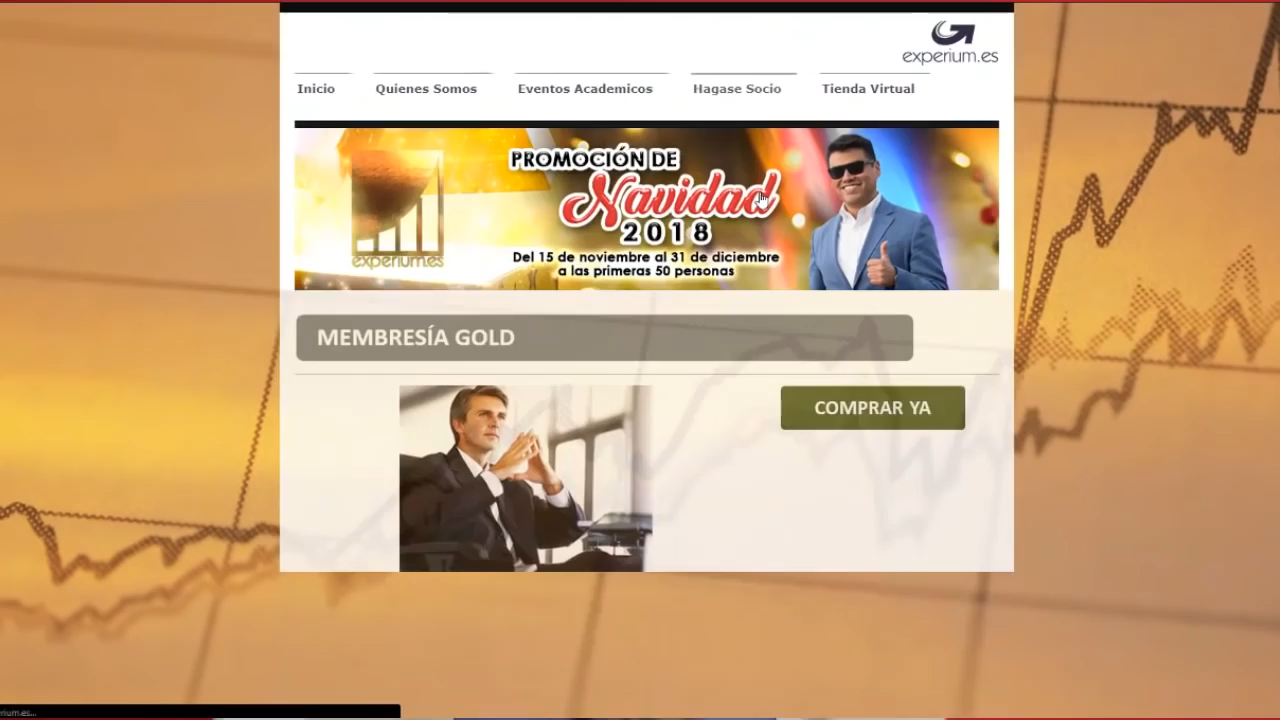 experium.es
Inicio
Quienes Somos
Eventos Academicos
Hagase Socio
Tienda Virtual
PROMOCIÓN DE
Navidad
2018
Del 15 de noviembre al 31 de diciembre
a las primeras 50 personas
experium.es
MEMBRESÍA GOLD
COMPRAR YA